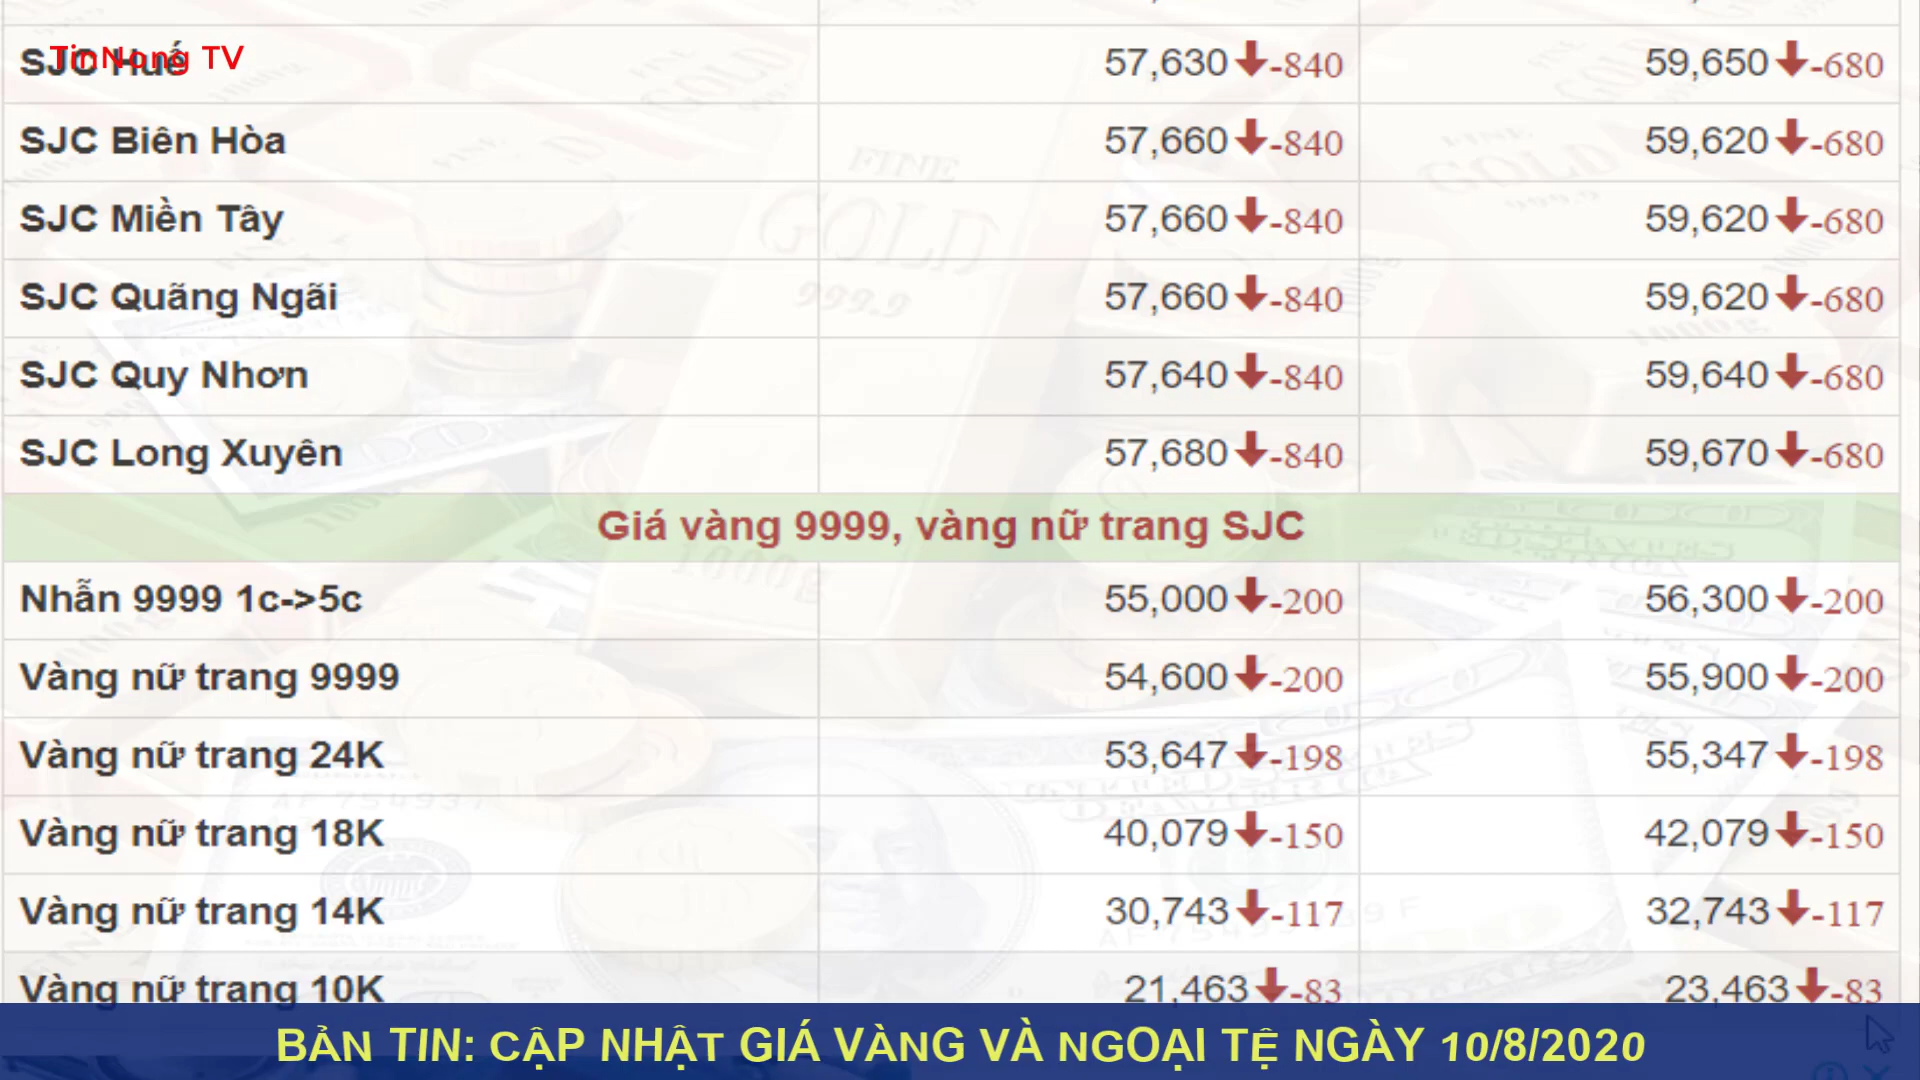 TinNong TV
SJC Huế 57,630 -840 59,650 -680
SJC Biên Hòa 57,660 -840 59,620 -680
SJC Miền Tây 57,660 -840 59,620 -680
SJC Quãng Ngãi 57,660 -840 59,620 -680
SJC Quy Nhơn 57,640 -840 59,640 -680
SJC Long Xuyên 57,680 -840 59,670 -680
Giá vàng 9999, vàng nữ trang SJC
Nhẫn 9999 1c->5c 55,000 -200 56,300 -200
Vàng nữ trang 9999 54,600 -200 55,900 -200
Vàng nữ trang 24K 53,647 -198 55,347 -198
Vàng nữ trang 18K 40,079 -150 42,079 -150
Vàng nữ trang 14K 30,743 -117 32,743 -117
Vàng nữ trang 10K 21,463 -83 23,463 -83
BẢN TIN: CẬP NHẬT GIÁ VÀNG VÀ NGOẠI TỆ NGÀY 10/8/2020
FINE
GOLD
999.9
1000g